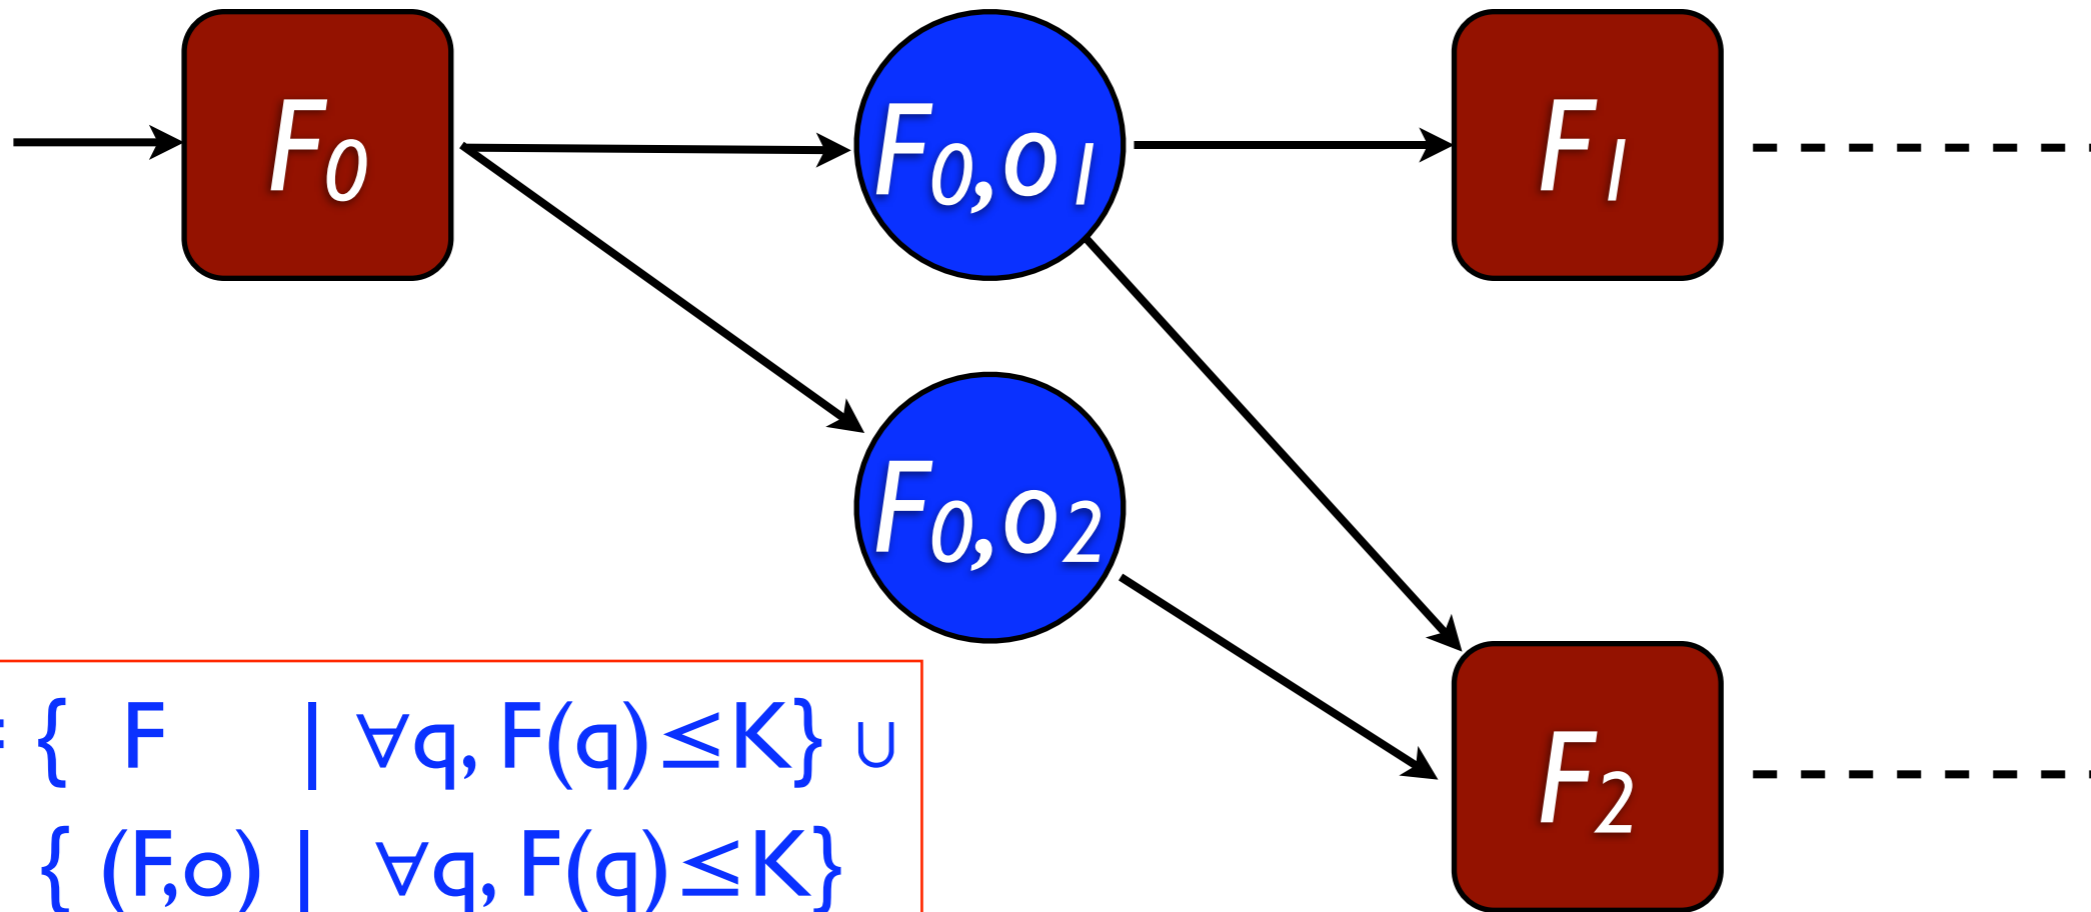 F0
F0,o1
F1
F0,o2
F2
= { F | ∀q, F(q)≤K} ∪
{ (F,o) | ∀q, F(q)≤K}